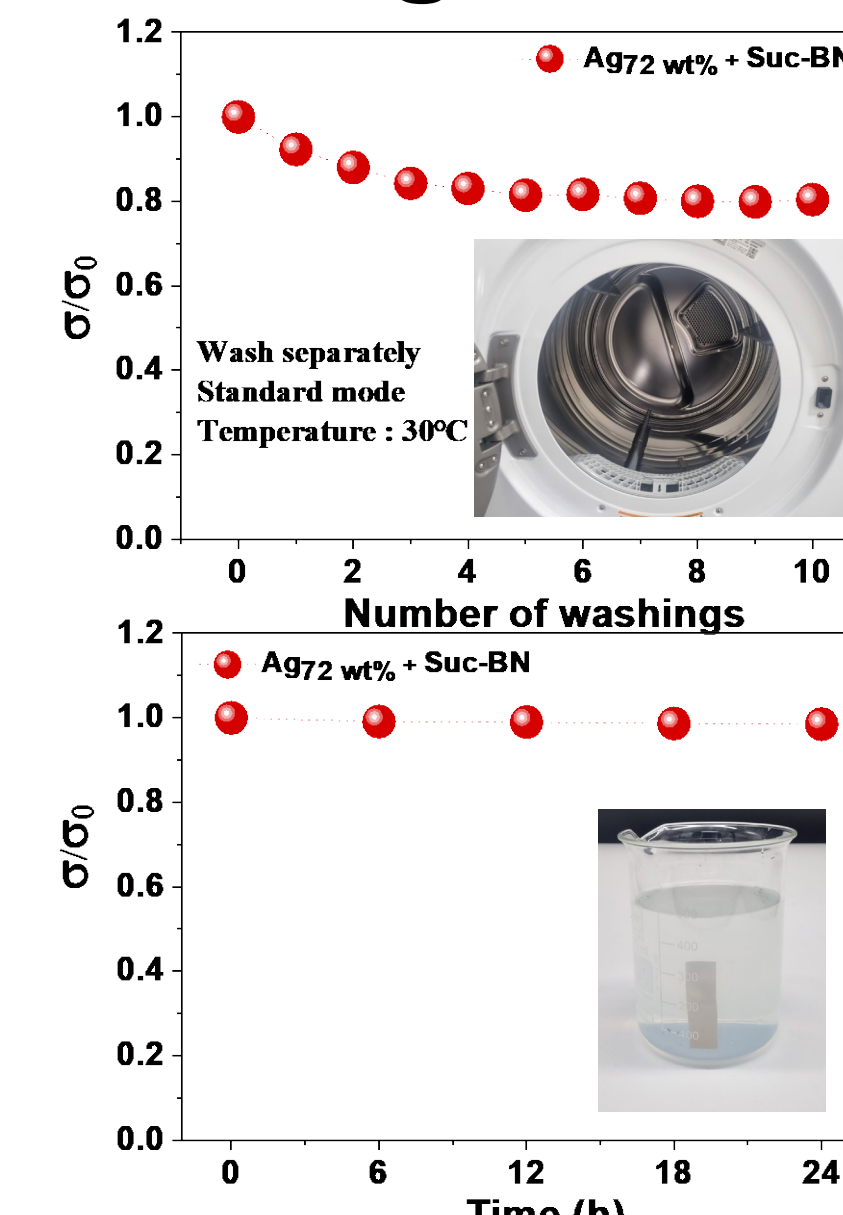 1.2
Ag72 wt% + Suc-BN
1.0
0.8
0.6
σ/σ0
Wash separately
0.4
Standard mode
Temperature : 30°C
0.2
0.0
0 2 4 6 8 10
Number of washings
1.2
Ag72 wt% + Suc-BN
1.0
0.8
σ/σ0
0.6
400
300
0.4
0.2
0.0
0 6 12 18 24
Time (h)